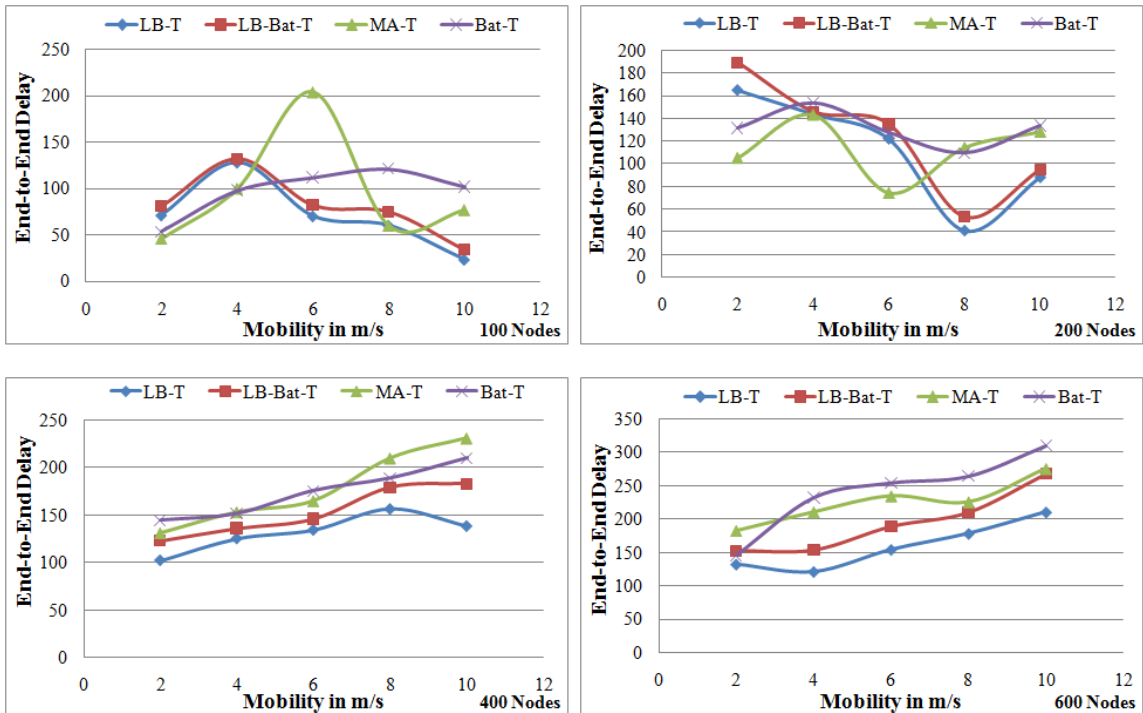 LB-T LB-Bat-T MA-T Bat-T
250
200
150
100
50
0
End-to-End Delay
0 2 4 6 8 10 12
Mobility in m/s
100 Nodes
LB-T LB-Bat-T MA-T Bat-T
200
180
160
140
120
100
80
60
40
20
0
End-to-End Delay
0 2 4 6 8 10 12
Mobility in m/s
200 Nodes
LB-T LB-Bat-T MA-T Bat-T
250
200
150
100
50
0
End-to-End Delay
0 2 4 6 8 10 12
Mobility in m/s
400 Nodes
LB-T LB-Bat-T MA-T Bat-T
350
300
250
200
150
100
50
0
End-to-End Delay
0 2 4 6 8 10 12
Mobility in m/s
600 Nodes